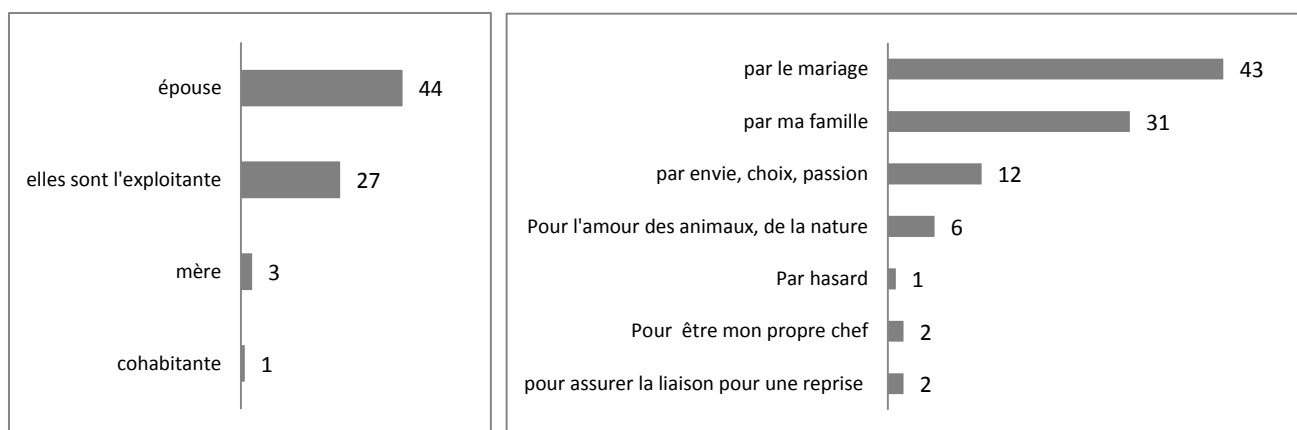 épouse 44
elles sont l'exploitante 27
mère 3
cohabitante 1
par le mariage 43
par ma famille 31
par envie, choix, passion 12
Pour l'amour des animaux, de la nature 6
Par hasard 1
Pour être mon propre chef 2
pour assurer la liaison pour une reprise 2